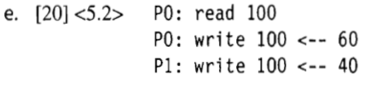 e. [20] <5.2> P0: read 100
P0: write 100 <-- 60
P1: write 100 <-- 40